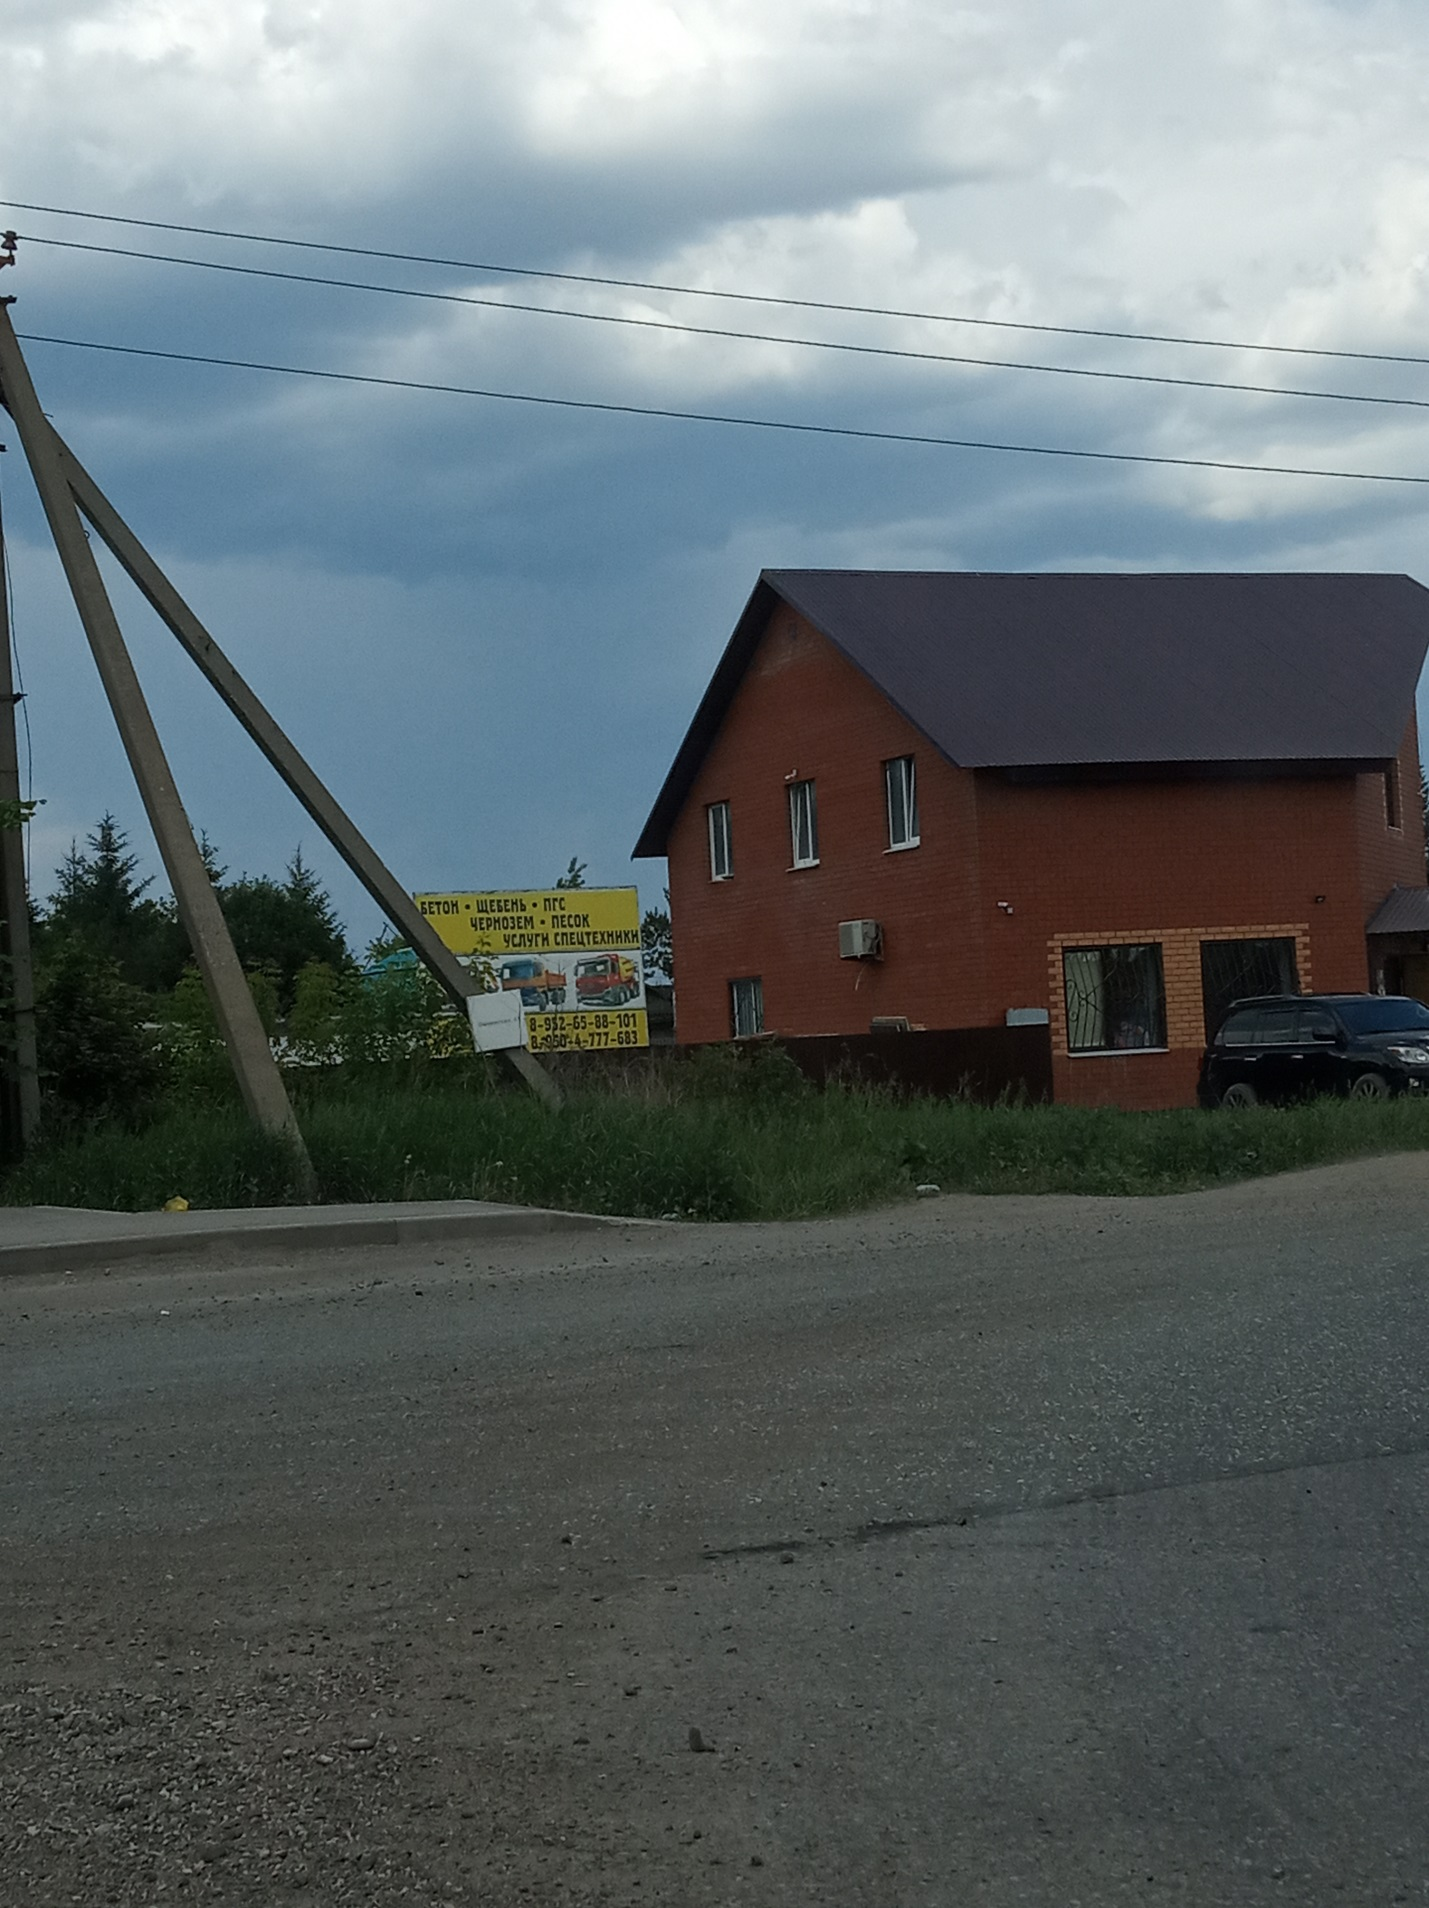 БЕТОН • ЩЕБЕНЬ • ПГС
ЧЕРНОЗЕМ • ПЕСОК
УСЛУГИ СПЕЦТЕХНИКИ
8-952-65-88-101
8-950-4-777-683